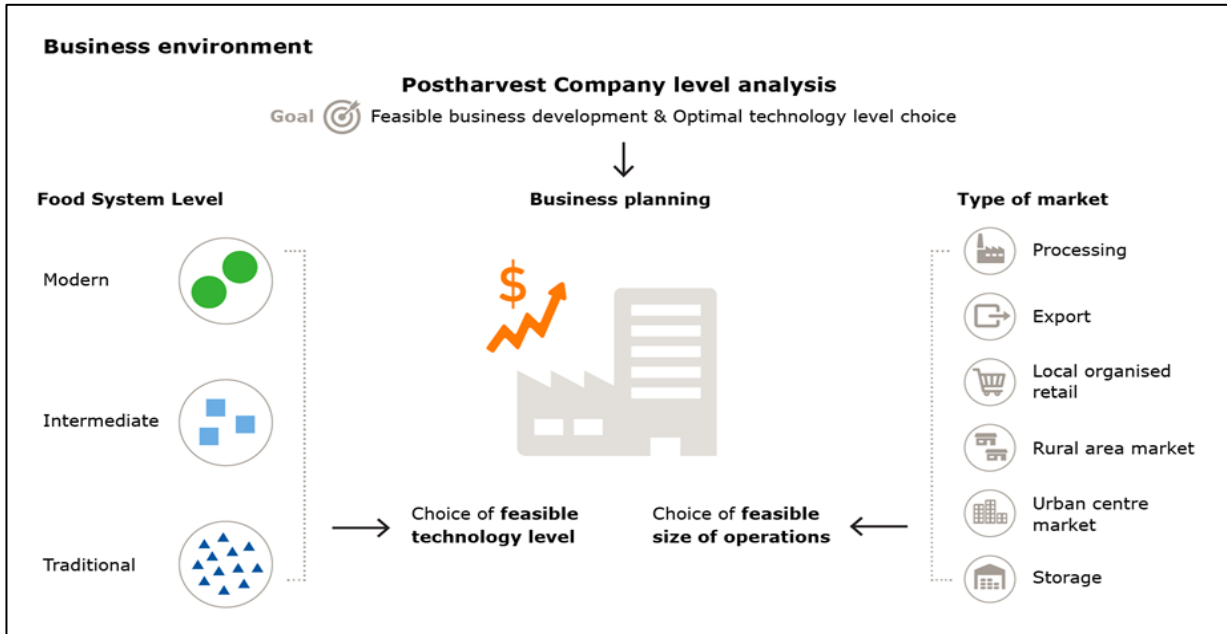 Business environment
Postharvest Company level analysis
Goal Feasible business development & Optimal technology level choice
Food System Level
Business planning
Type of market
Modern
Intermediate
Traditional
$
Choice of feasible
technology level
Choice of feasible
size of operations
Processing
Export
Local organised
retail
Rural area market
Urban centre
market
Storage